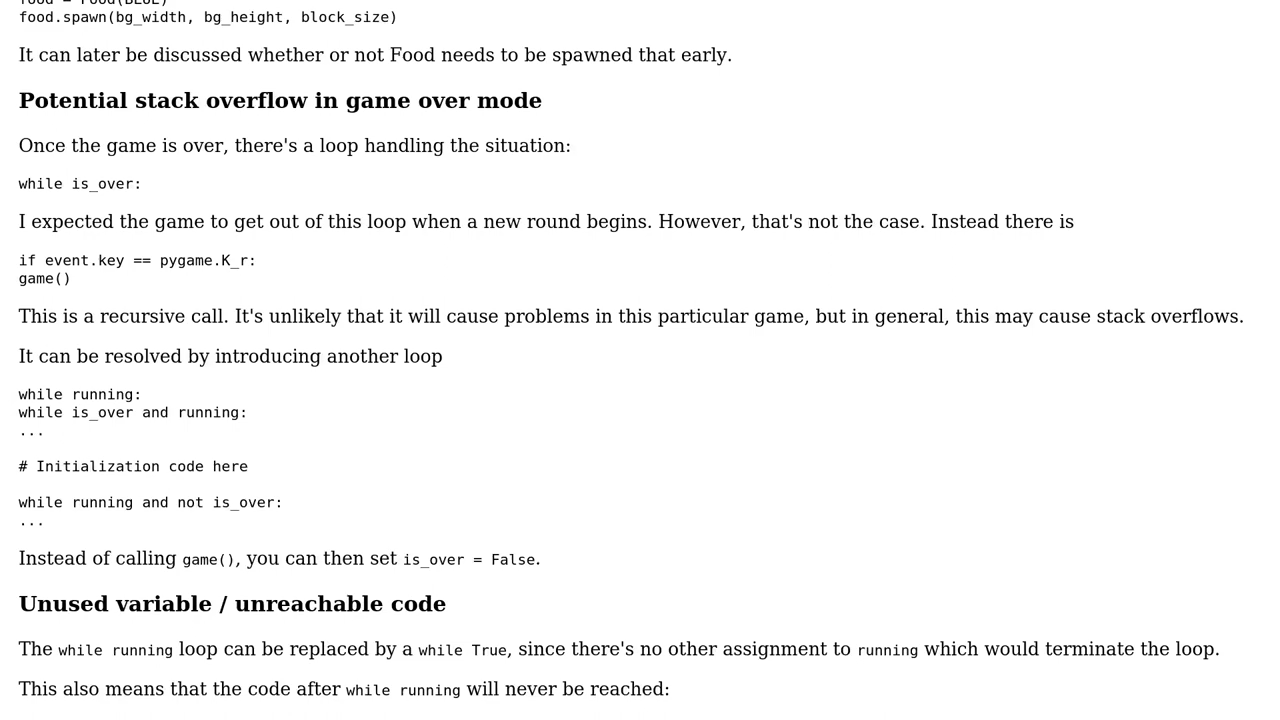 food = Food(BLUE)
food.spawn(bg_width, bg_height, block_size)
It can later be discussed whether or not Food needs to be spawned that early.
Potential stack overflow in game over mode
Once the game is over, there's a loop handling the situation:
while is_over:
I expected the game to get out of this loop when a new round begins. However, that's not the case. Instead there is
if event.key == pygame.K_r:
game()
This is a recursive call. It's unlikely that it will cause problems in this particular game, but in general, this may cause stack overflows.
It can be resolved by introducing another loop
while running:
while is_over and running:
...
# Initialization code here
while running and not is_over:
...
Instead of calling game(), you can then set is_over = False.
Unused variable / unreachable code
The while running loop can be replaced by a while True, since there's no other assignment to running which would terminate the loop.
This also means that the code after while running will never be reached: